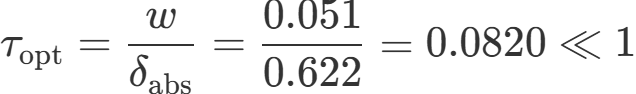 τ_opt = w/δ_abs = 0.051/0.622 = 0.0820 ≪ 1